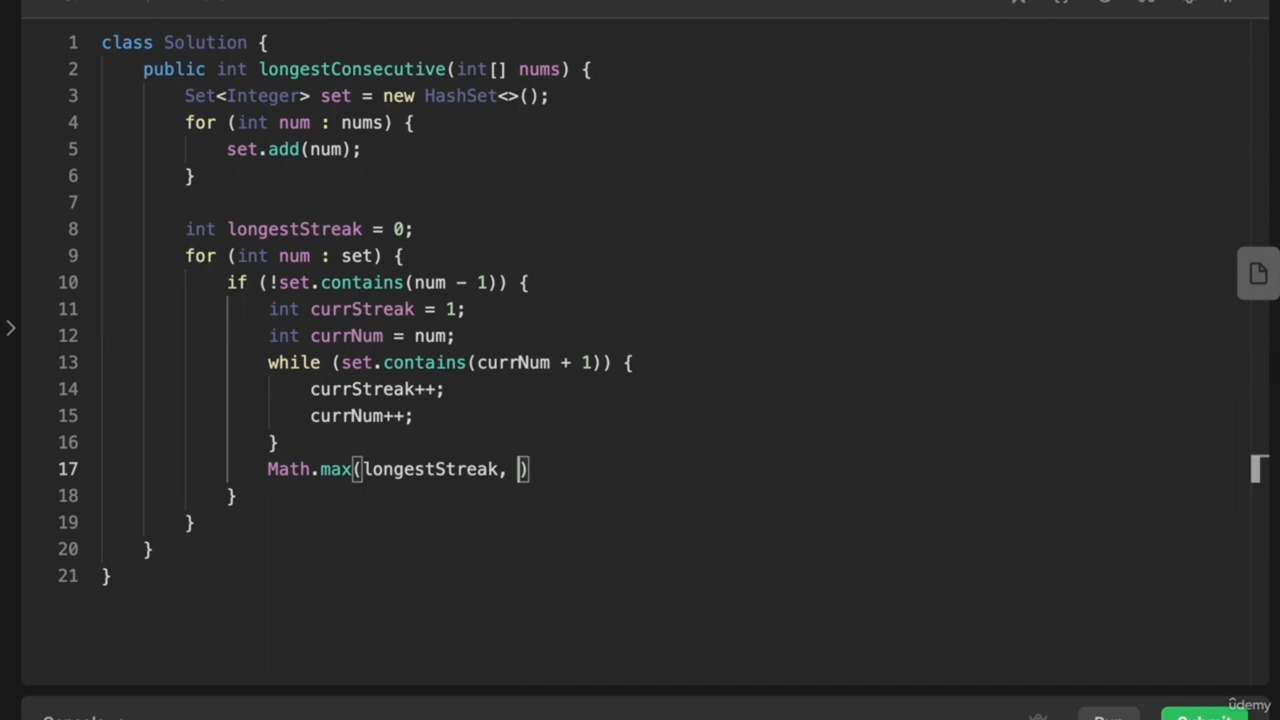 1 class Solution {
2 public int longestConsecutive(int[] nums) {
3 Set<Integer> set = new HashSet<>();
4 for (int num : nums) {
5 set.add(num);
6 }
7
8 int longestStreak = 0;
9 for (int num : set) {
10 if (!set.contains(num - 1)) {
11 int currStreak = 1;
12 int currNum = num;
13 while (set.contains(currNum + 1)) {
14 currStreak++;
15 currNum++;
16 }
17 Math.max(longestStreak, )
18 }
19 }
20 }
21 }
ûdemy